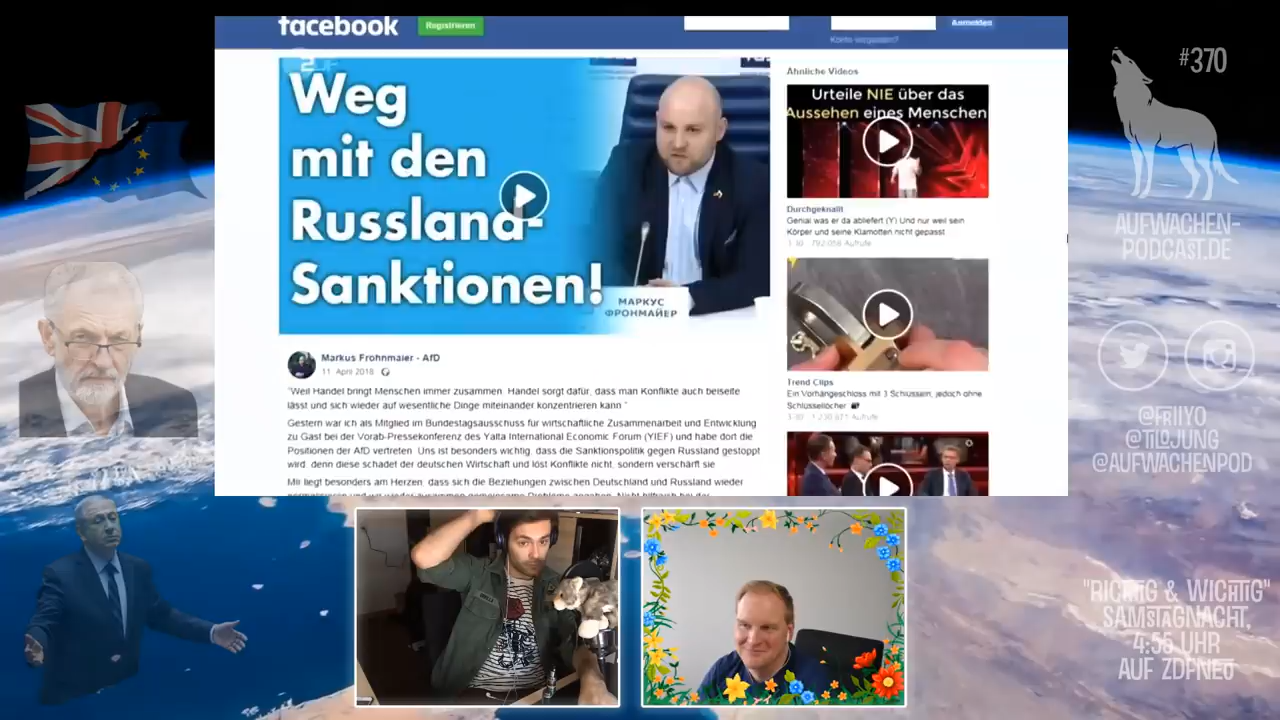 facebook
Registrieren
Anmelden
Konto vergessen?
ZDF
Weg
mit den
Russland-
Sanktionen!
МАРКУС
ФРОНМАЙЕР
Markus Frohnmaier - AfD
11. April 2018
"Weil Handel bringt Menschen immer zusammen. Handel sorgt dafür, dass man Konflikte auch beiseite
lässt und sich wieder auf wesentliche Dinge miteinander konzentrieren kann."
Gestern war ich als Mitglied im Bundestagsausschuss für wirtschaftliche Zusammenarbeit und Entwicklung
zu Gast bei der Vorab-Pressekonferenz des Yalta International Economic Forum (YIEF) und habe dort die
Positionen der AfD vertreten. Uns ist besonders wichtig, dass die Sanktionspolitik gegen Russland gestoppt
wird, denn diese schadet der deutschen Wirtschaft und löst Konflikte nicht, sondern verschärft sie
Mir liegt besonders am Herzen, dass sich die Beziehungen zwischen Deutschland und Russland wieder
Ähnliche Videos
Urteile NIE über das
Aussehen eines Menschen
Durchgeknallt
Genial was er da abliefert (Y) Und nur weil sein
Körper und seine Klamotten nicht gepasst
Trend Clips
Ein Vorhängeschloss mit 3 Schlüsseln, jedoch ohne
Schlüssellöcher
#370
AUFWACHEN-
PODCAST.DE
@FRIIYO
@TILOJUNG
@AUFWACHENPOD
"RICHTIG & WICHTIG"
SAMSTAGNACHT,
4:55 UHR
AUF ZDFNEO